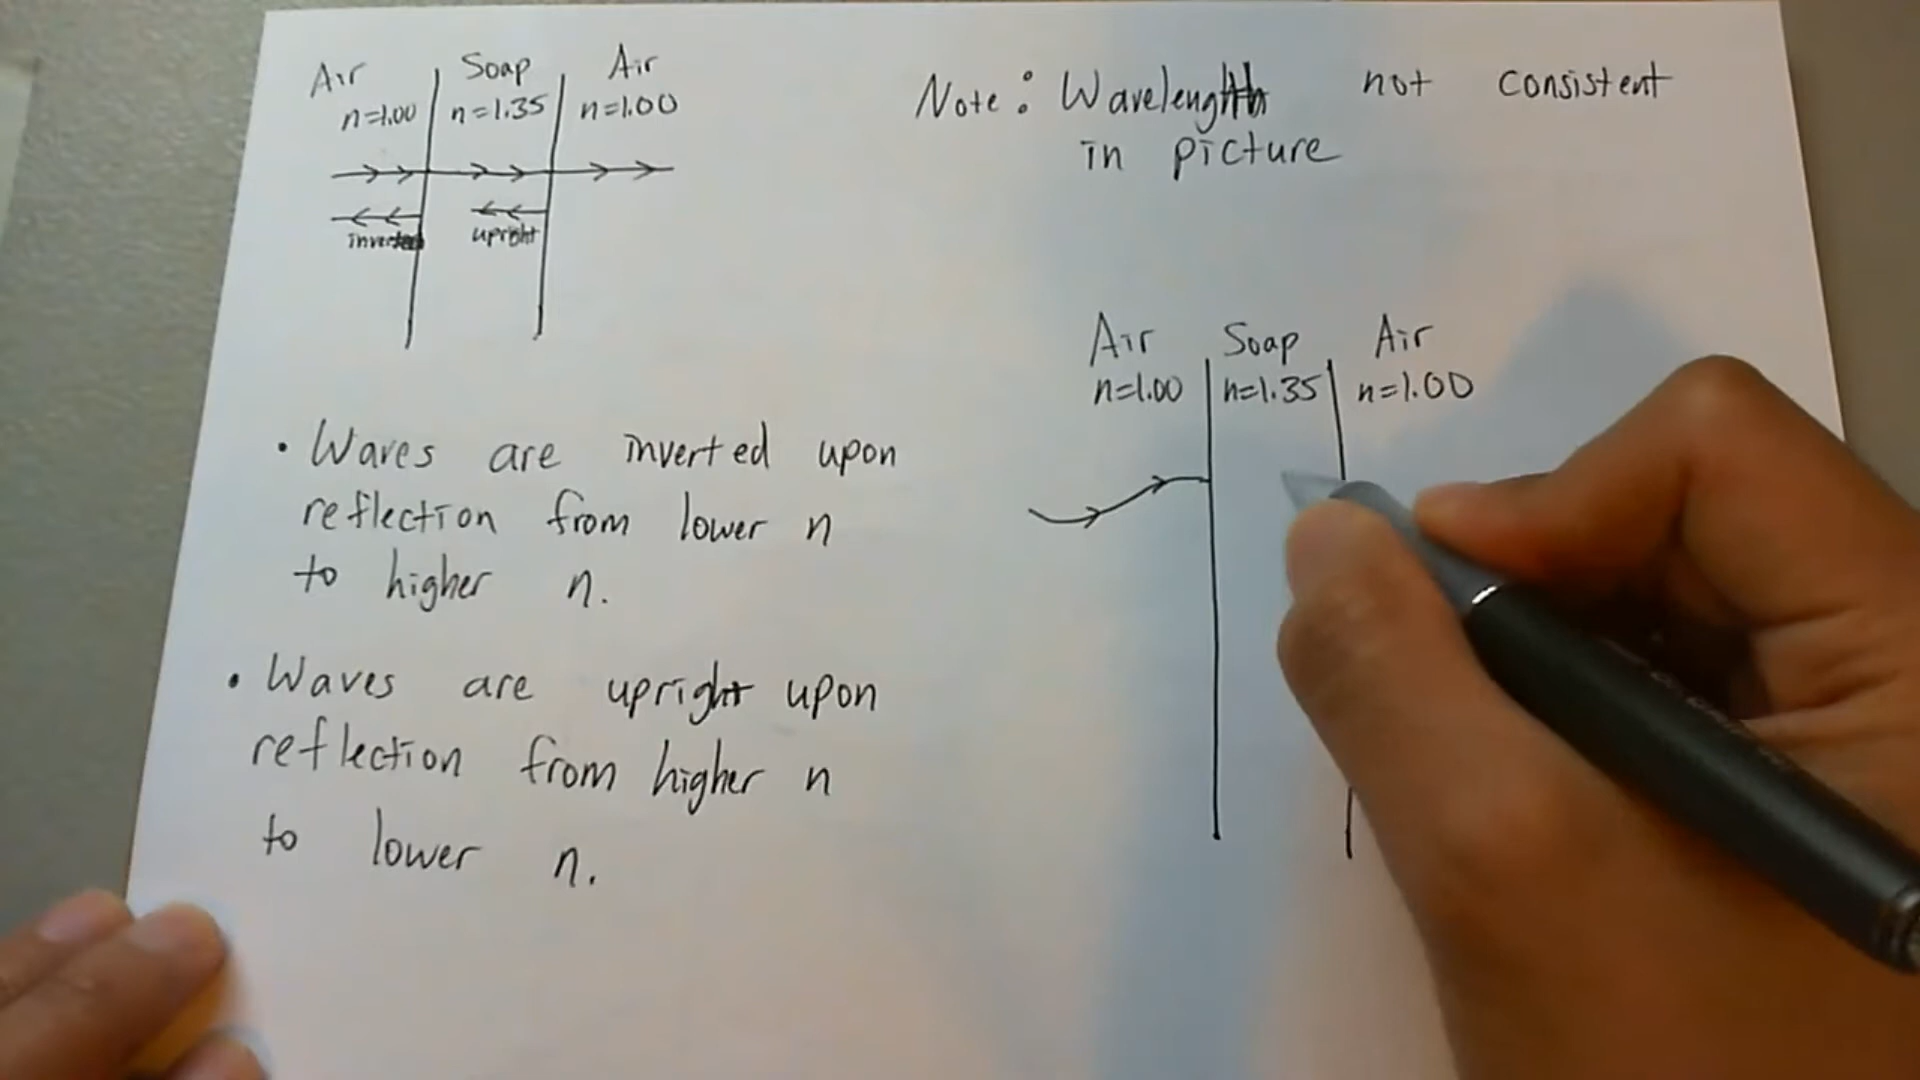 Air Soap Air
n=1.00 n=1.35 n=1.00
inverted upright
Note: Wavelength not consistent
in picture
Air Soap Air
n=1.00 n=1.35 n=1.00
• Waves are inverted upon
reflection from lower n
to higher n.
• Waves are upright upon
reflection from higher n
to lower n.